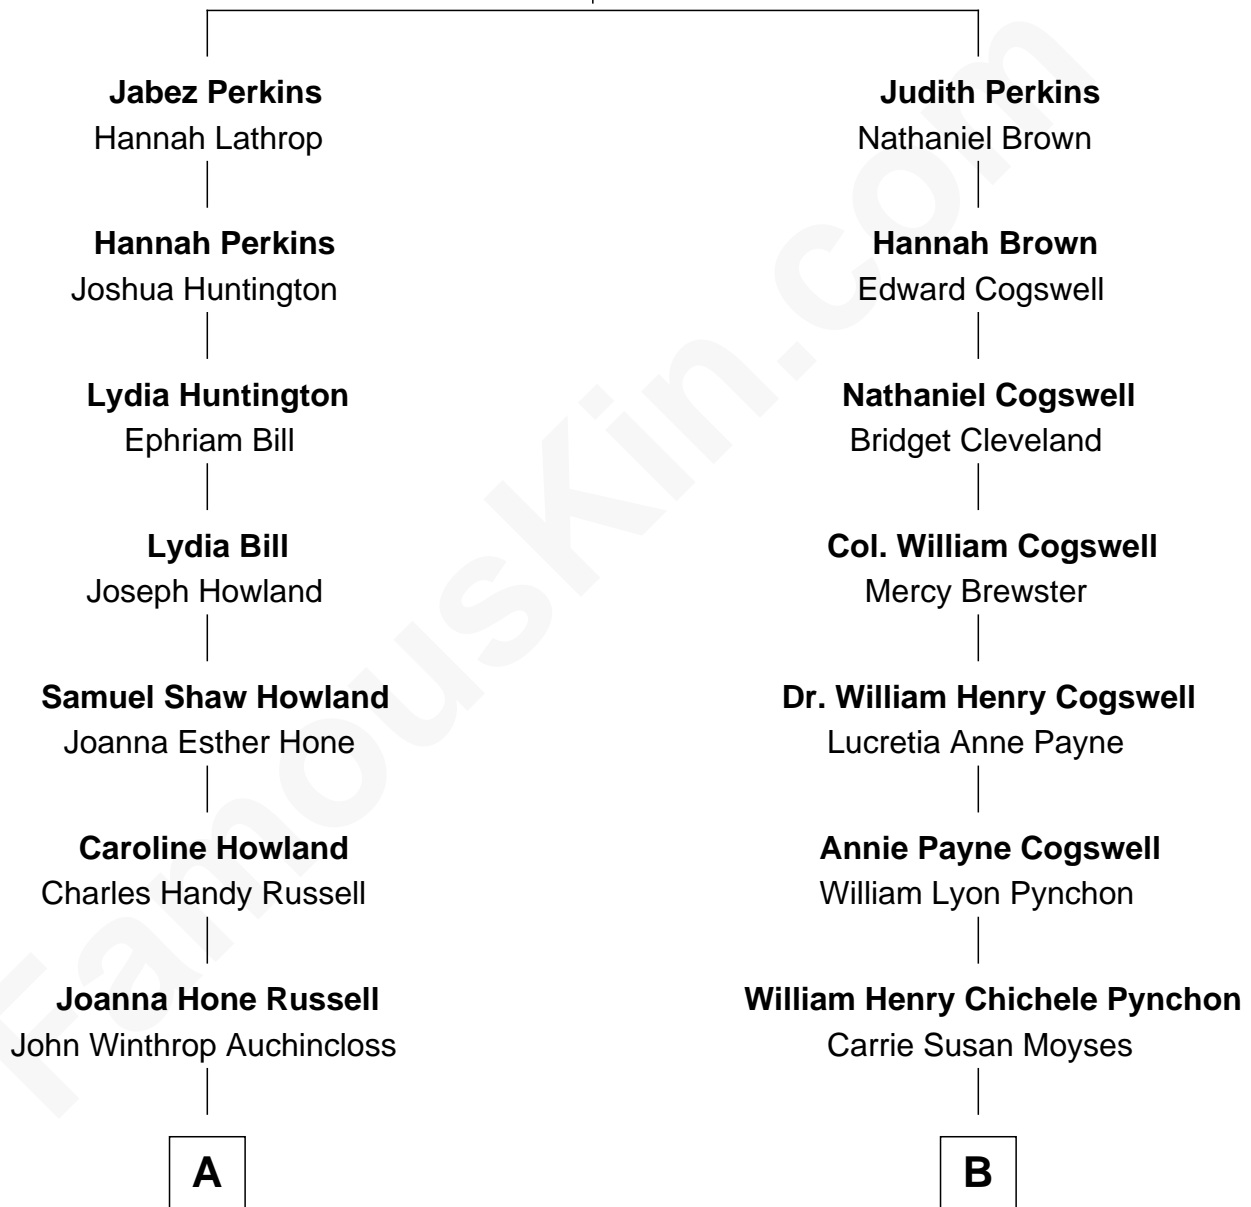 Jabez Perkins
Hannah Lathrop
Hannah Perkins
Joshua Huntington
Lydia Huntington
Ephriam Bill
Lydia Bill
Joseph Howland
Samuel Shaw Howland
Joanna Esther Hone
Caroline Howland
Charles Handy Russell
Joanna Hone Russell
John Winthrop Auchincloss
A
Judith Perkins
Nathaniel Brown
Hannah Brown
Edward Cogswell
Nathaniel Cogswell
Bridget Cleveland
Col. William Cogswell
Mercy Brewster
Dr. William Henry Cogswell
Lucretia Anne Payne
Annie Payne Cogswell
William Lyon Pynchon
William Henry Chichele Pynchon
Carrie Susan Moyses
B
FamousKin.com